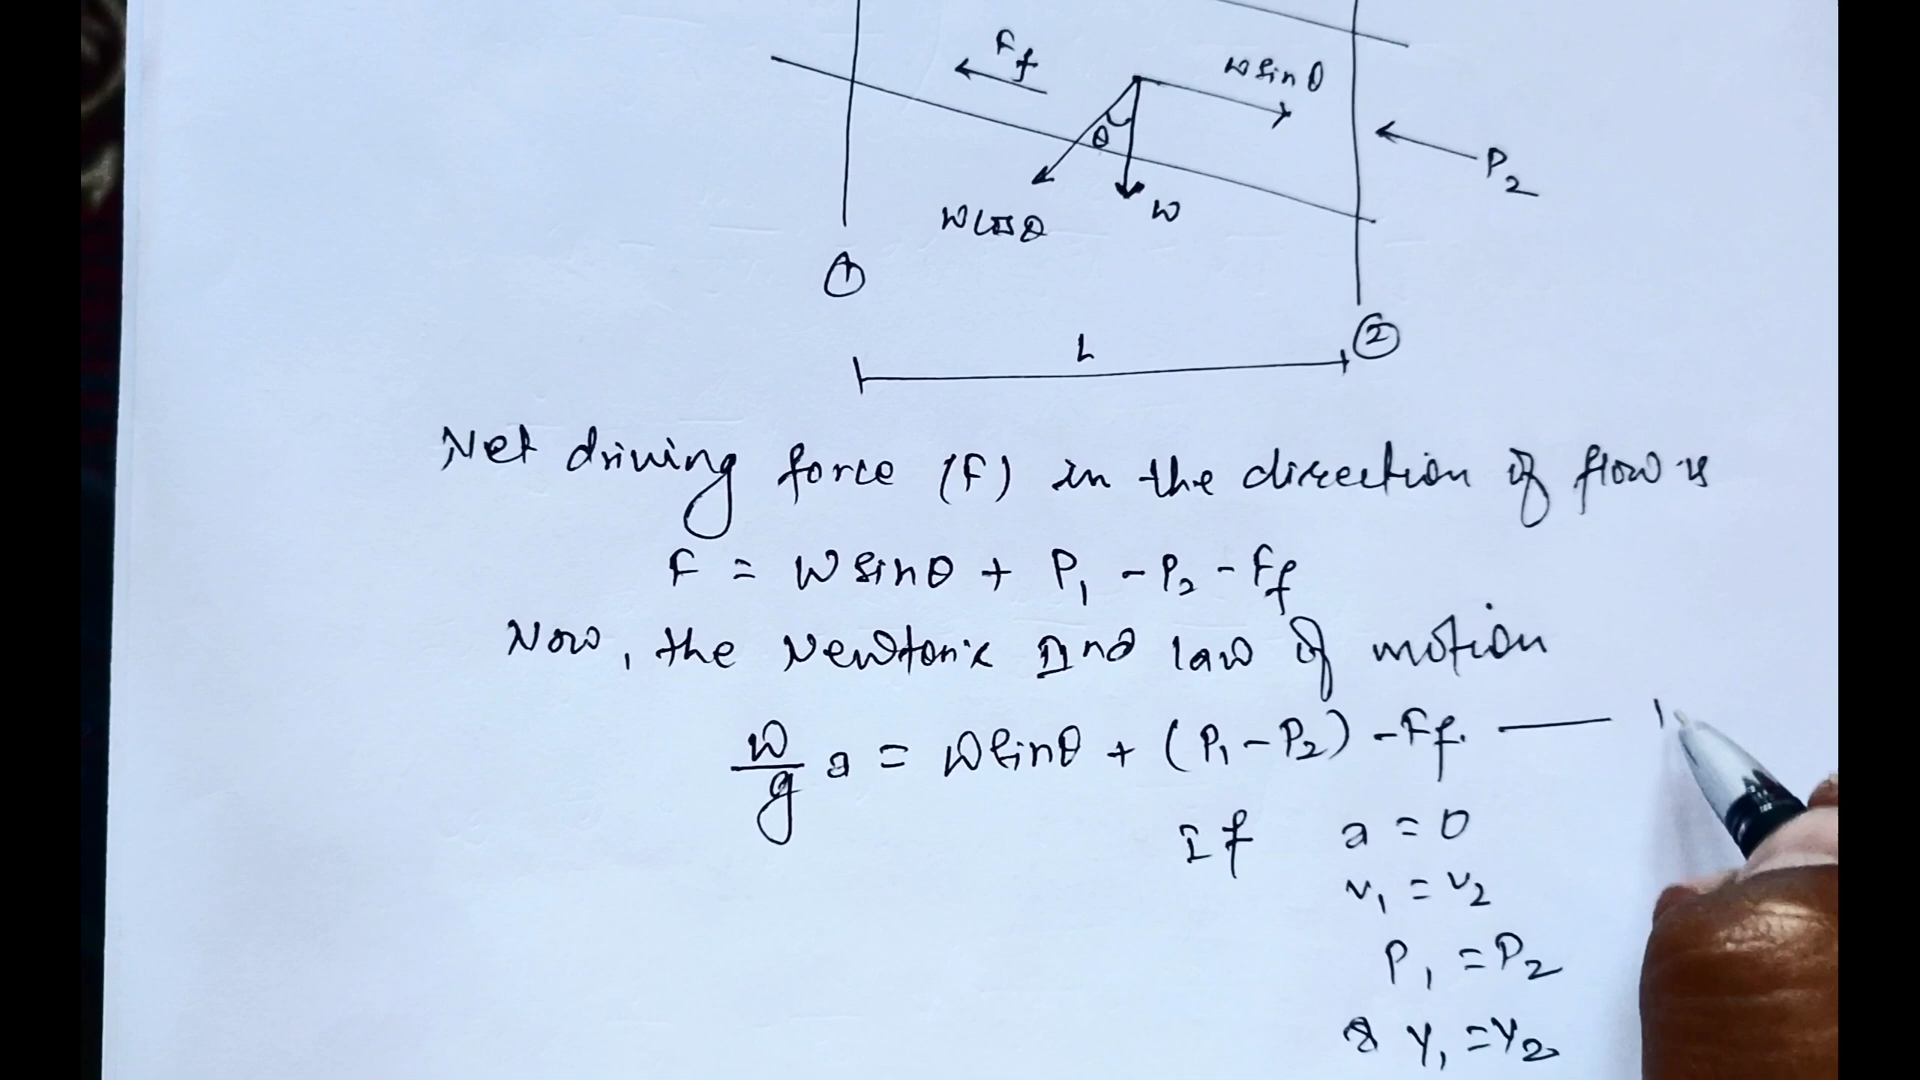 Ff
W sin θ
θ
P2
W cos θ
W
1
2
L
Net driving force (F) in the direction of flow is
F = W sin θ + P1 - P2 - Ff
Now, the Newton's IInd law of motion
W/g a = W sin θ + (P1 - P2) - Ff. — 1
If a = 0
v1 = v2
P1 = P2
& Y1 = Y2